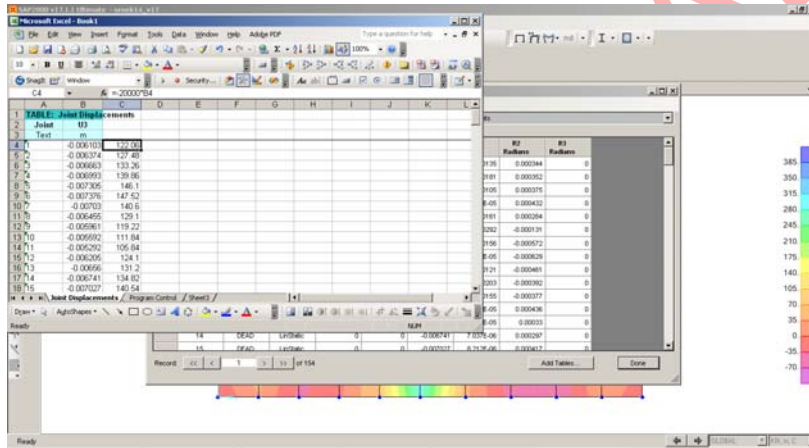 SAP2000 v17.1.1 Ultimate - urook14_v17
Microsoft Excel - Book1
File Edit View Insert Format Tools Data Window Help Adobe PDF
Type a question for help
100%
10
SnagIt Window Security...
C4 fx =-20000*B4
A B C D E F G H I J K L
1 TABLE: Joint Displacements
2 Joint U3
3 Text m
4 1 -0.006103 122.06
5 2 -0.006374 127.48
6 3 -0.006663 133.26
7 4 -0.006993 139.86
8 5 -0.007305 146.1
9 6 -0.007376 147.52
10 7 -0.00703 140.6
11 8 -0.006455 129.1
12 9 -0.005961 119.22
13 10 -0.005592 111.84
14 11 -0.005292 105.84
15 12 -0.006205 124.1
16 13 -0.00656 131.2
17 14 -0.006741 134.82
18 15 -0.007027 140.54
Joint Displacements Program Control Sheet3
Draw AutoShapes
Ready NUM
R2 R3
Radians Radians
0.000344 0
0.000352 0
0.000375 0
0.000432 0
0.000284 0
-0.000131 0
-0.000572 0
-0.000629 0
-0.000461 0
-0.000392 0
-0.000377 0
0.000436 0
0.00033 0
14 DEAD LinStatic 0 0 -0.006741 0.000297 0
15 DEAD LinStatic 0 0 -0.007027 0.000417 0
Record: << < 1 > >> of 154
Add Tables... Done
385.
350.
315.
280.
245.
210.
175.
140.
105.
70.
35.
0.
-35.
-70.
Ready
GLOBAL